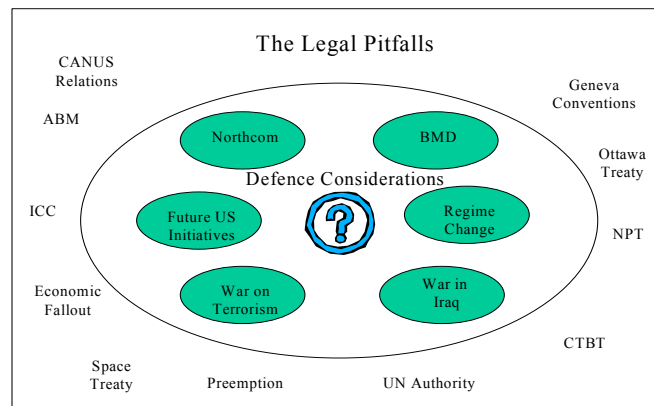 The Legal Pitfalls
CANUS
Relations
Geneva
Conventions
ABM
Northcom
BMD
Ottawa
Treaty
Defence Considerations
ICC
Future US
Initiatives
?
Regime
Change
NPT
Economic
Fallout
War on
Terrorism
War in
Iraq
CTBT
Space
Treaty
Preemption
UN Authority